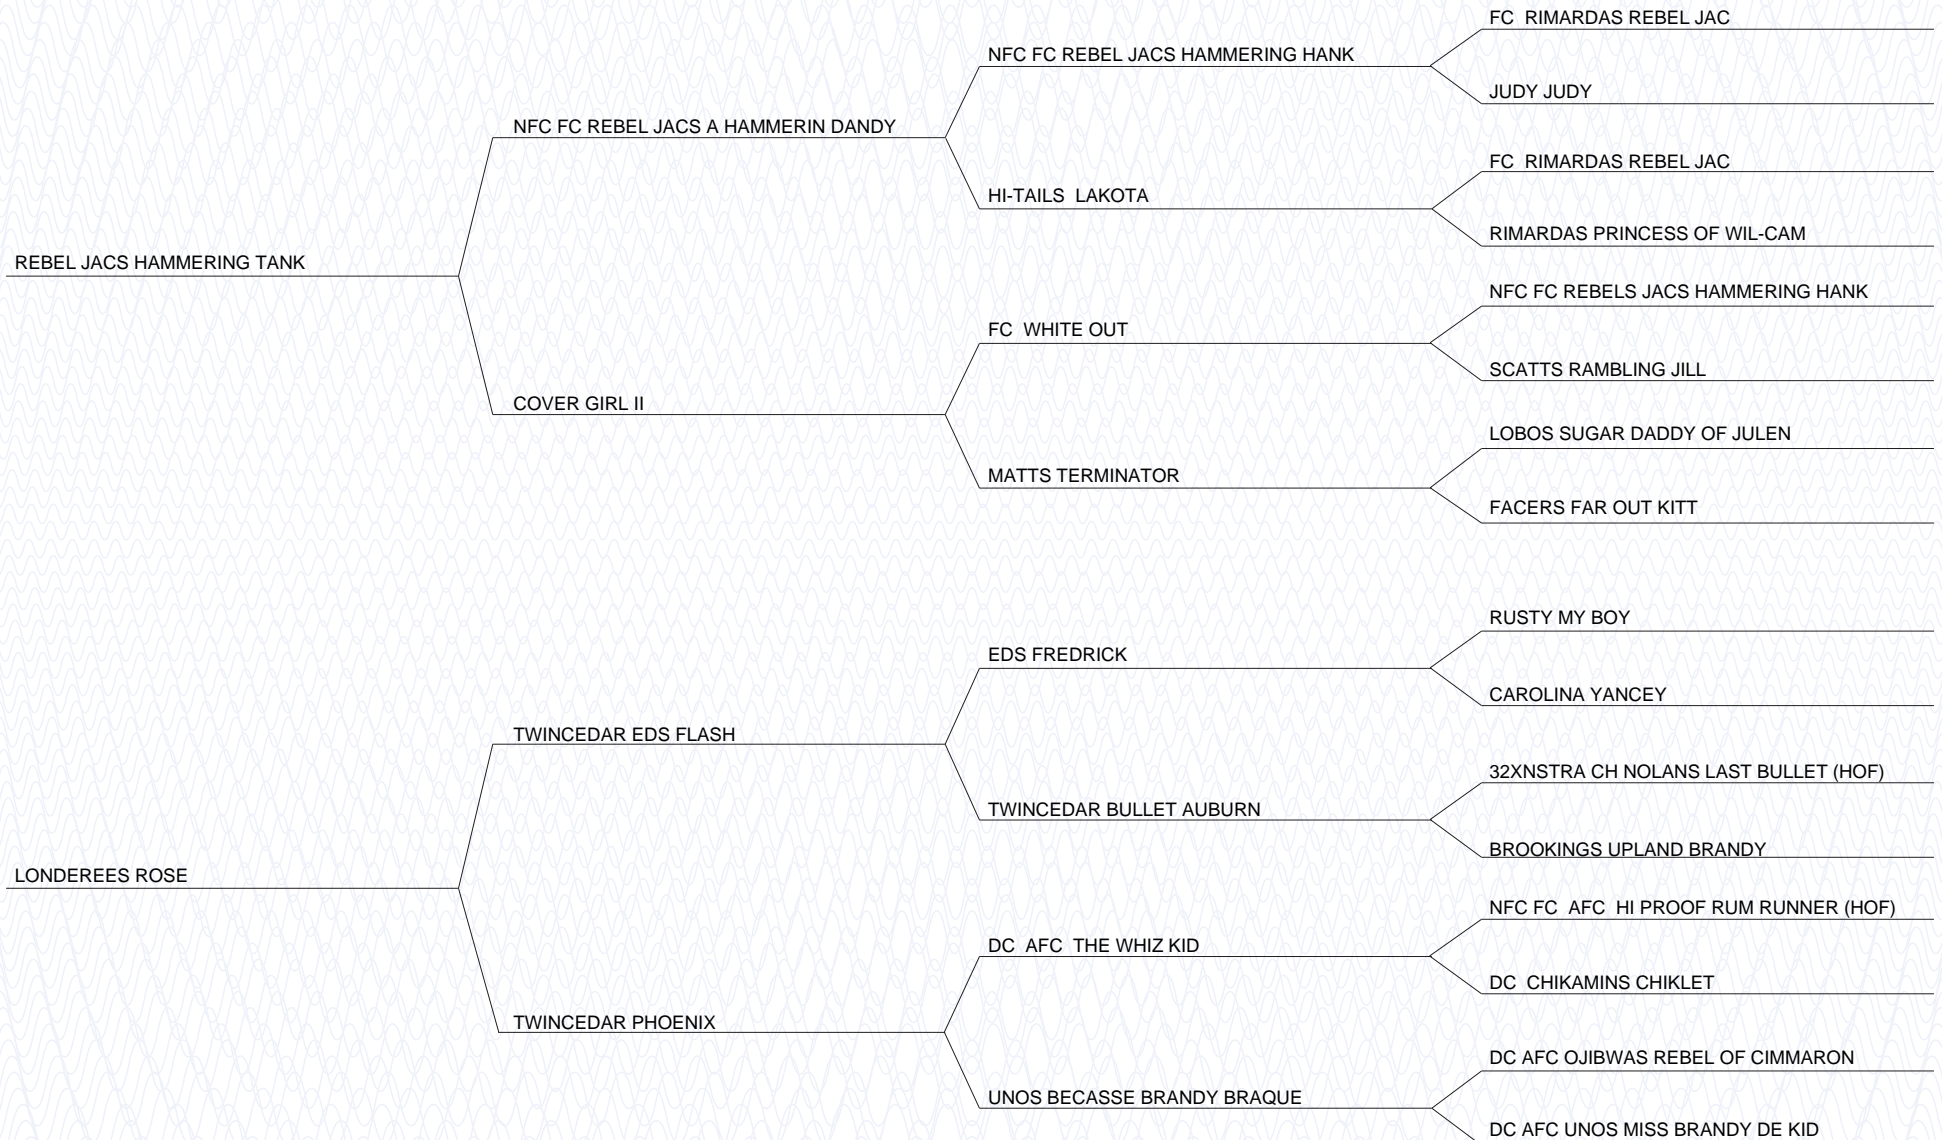 FC  RIMARDAS REBEL JAC
NFC FC REBEL JACS HAMMERING HANK
JUDY JUDY
NFC FC REBEL JACS A HAMMERIN DANDY
FC  RIMARDAS REBEL JAC
HI-TAILS  LAKOTA
RIMARDAS PRINCESS OF WIL-CAM
REBEL JACS HAMMERING TANK
NFC FC REBELS JACS HAMMERING HANK
FC  WHITE OUT
SCATTS RAMBLING JILL
COVER GIRL II
LOBOS SUGAR DADDY OF JULEN
MATTS TERMINATOR
FACERS FAR OUT KITT
RUSTY MY BOY
EDS FREDRICK
CAROLINA YANCEY
TWINCEDAR EDS FLASH
32XNSTRA CH NOLANS LAST BULLET (HOF)
TWINCEDAR BULLET AUBURN
BROOKINGS UPLAND BRANDY
LONDEREES ROSE
NFC FC  AFC  HI PROOF RUM RUNNER (HOF)
DC  AFC  THE WHIZ KID
DC  CHIKAMINS CHIKLET
TWINCEDAR PHOENIX
DC AFC OJIBWAS REBEL OF CIMMARON
UNOS BECASSE BRANDY BRAQUE
DC AFC UNOS MISS BRANDY DE KID